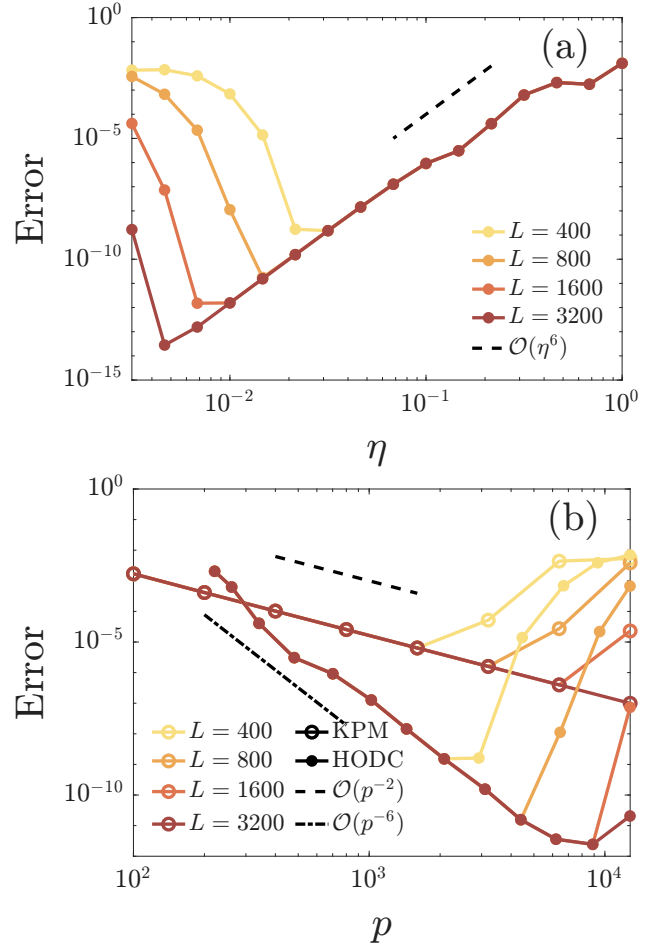 (a)
Error
10^0
10^-5
10^-10
10^-15
10^-2
10^-1
10^0
η
L = 400
L = 800
L = 1600
L = 3200
𝒪(η^6)
(b)
Error
10^0
10^-5
10^-10
10^2
10^3
10^4
p
L = 400
L = 800
L = 1600
L = 3200
KPM
HODC
𝒪(p^-2)
𝒪(p^-6)